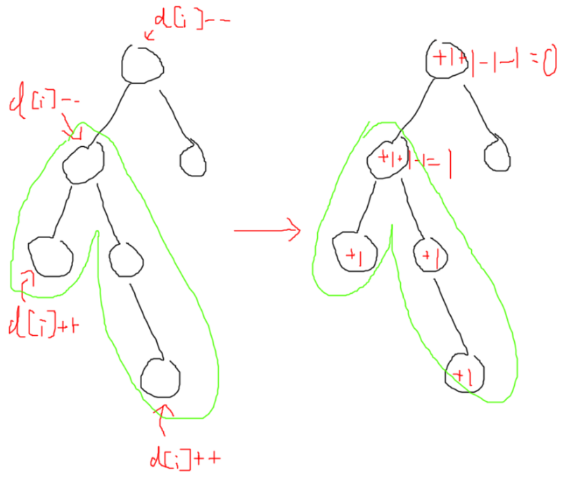 d[i]--
d[i]--
d[i]++
d[i]++
+1+1-1-1=0
+1+1-1=1
+1
+1
+1